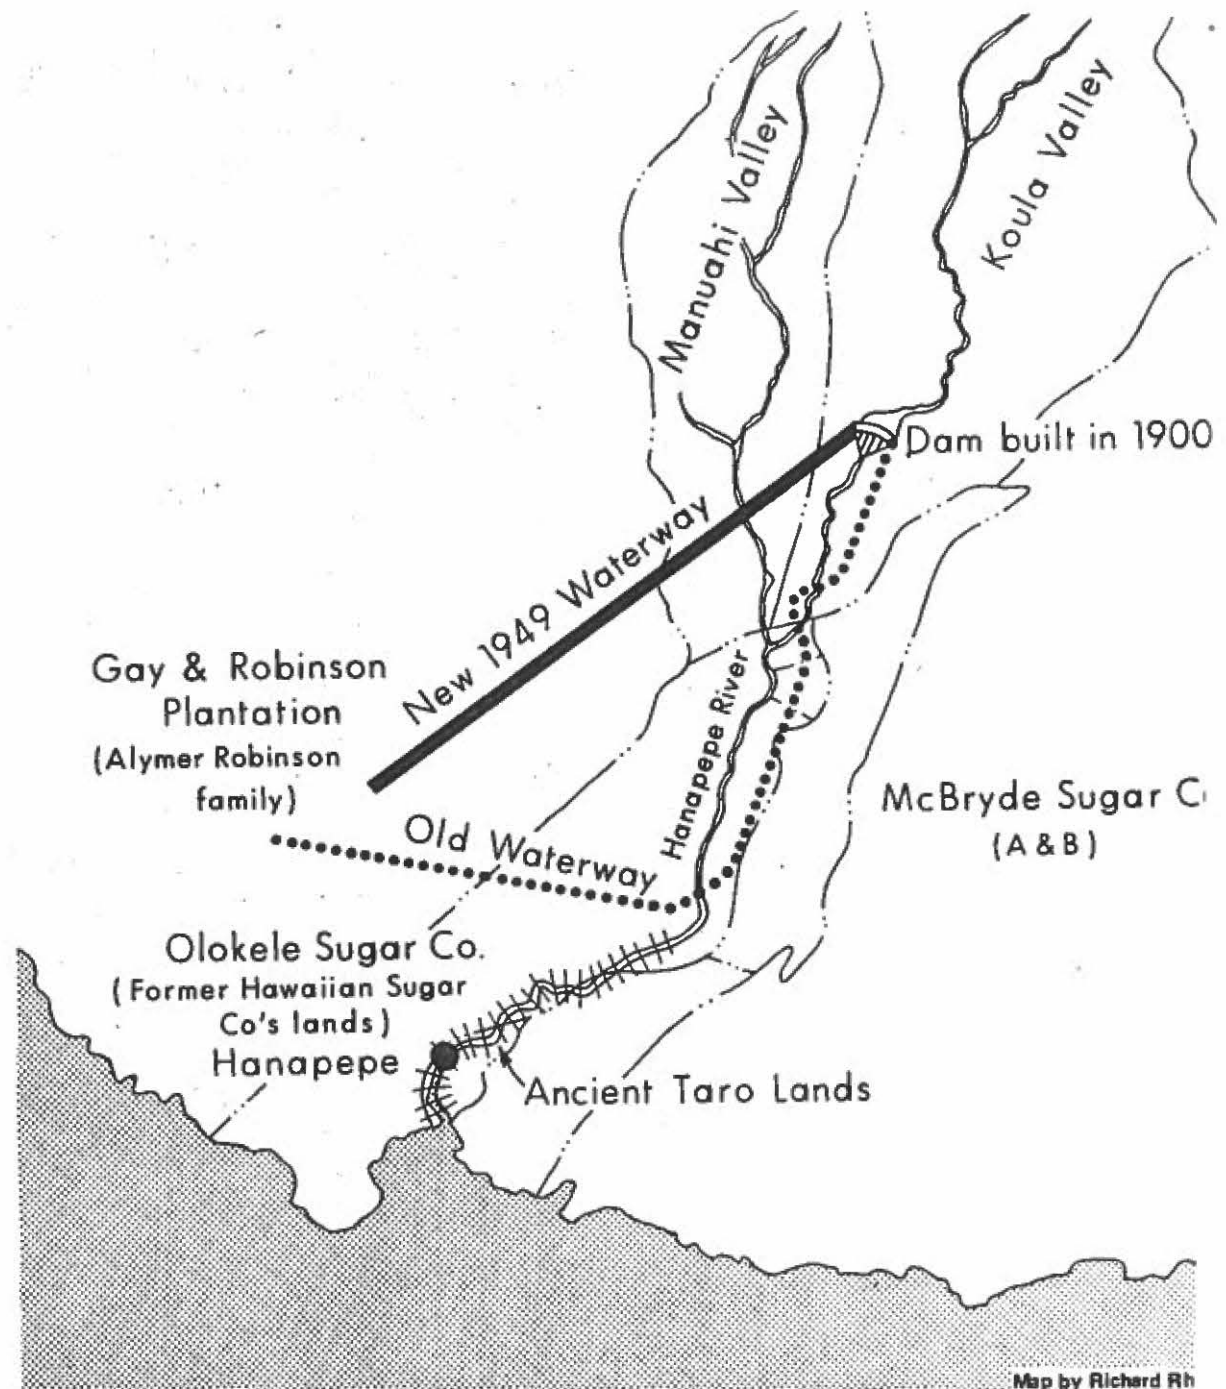 Manuahi Valley
Koula Valley
Dam built in 1900
New 1949 Waterway
Gay & Robinson
Plantation
(Alymer Robinson
family)
Hanapepe River
McBryde Sugar
(A & B)
Old Waterway
Olokele Sugar Co.
(Former Hawaiian Sugar
Co's lands)
Hanapepe
Ancient Taro Lands
Map by Richard Rh